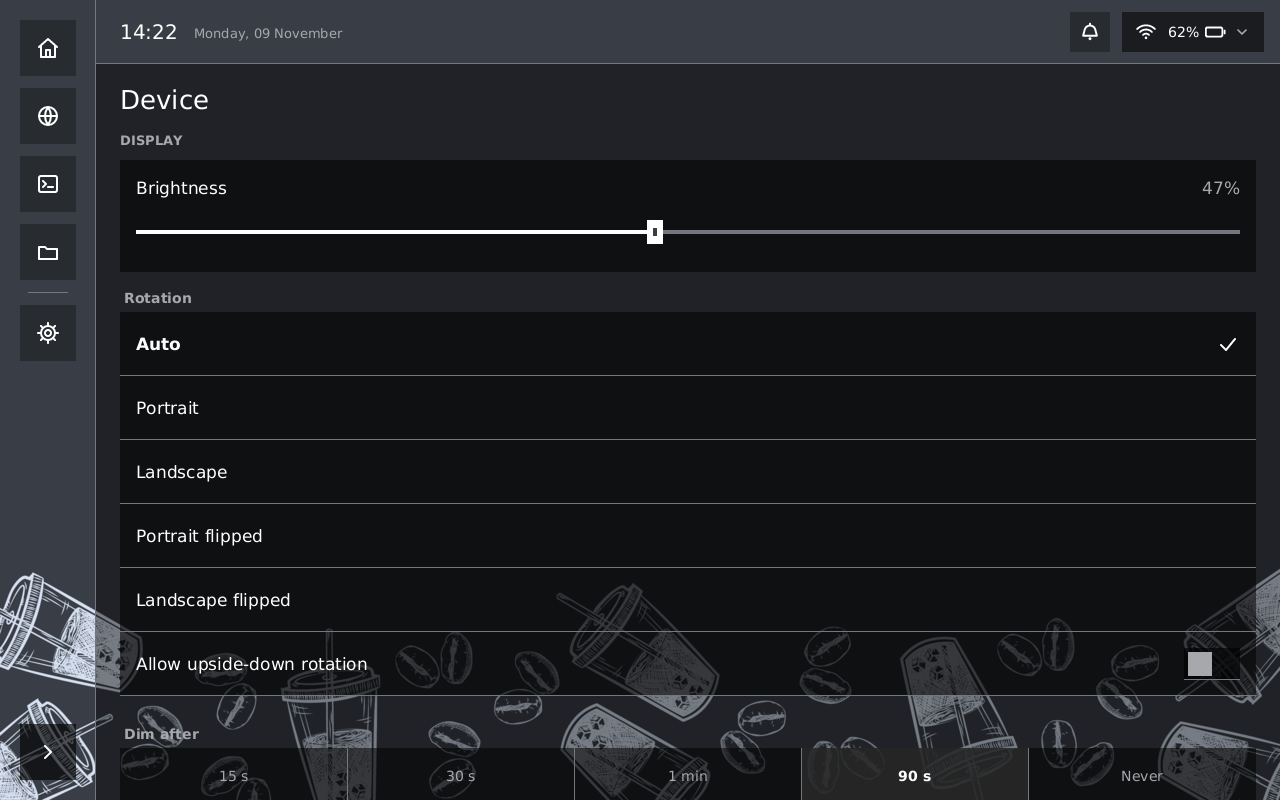 14:22 Monday, 09 November 62%
Device
DISPLAY
Brightness 47%
Rotation
Auto
Portrait
Landscape
Portrait flipped
Landscape flipped
Allow upside-down rotation
Dim after
15 s 30 s 1 min 90 s Never